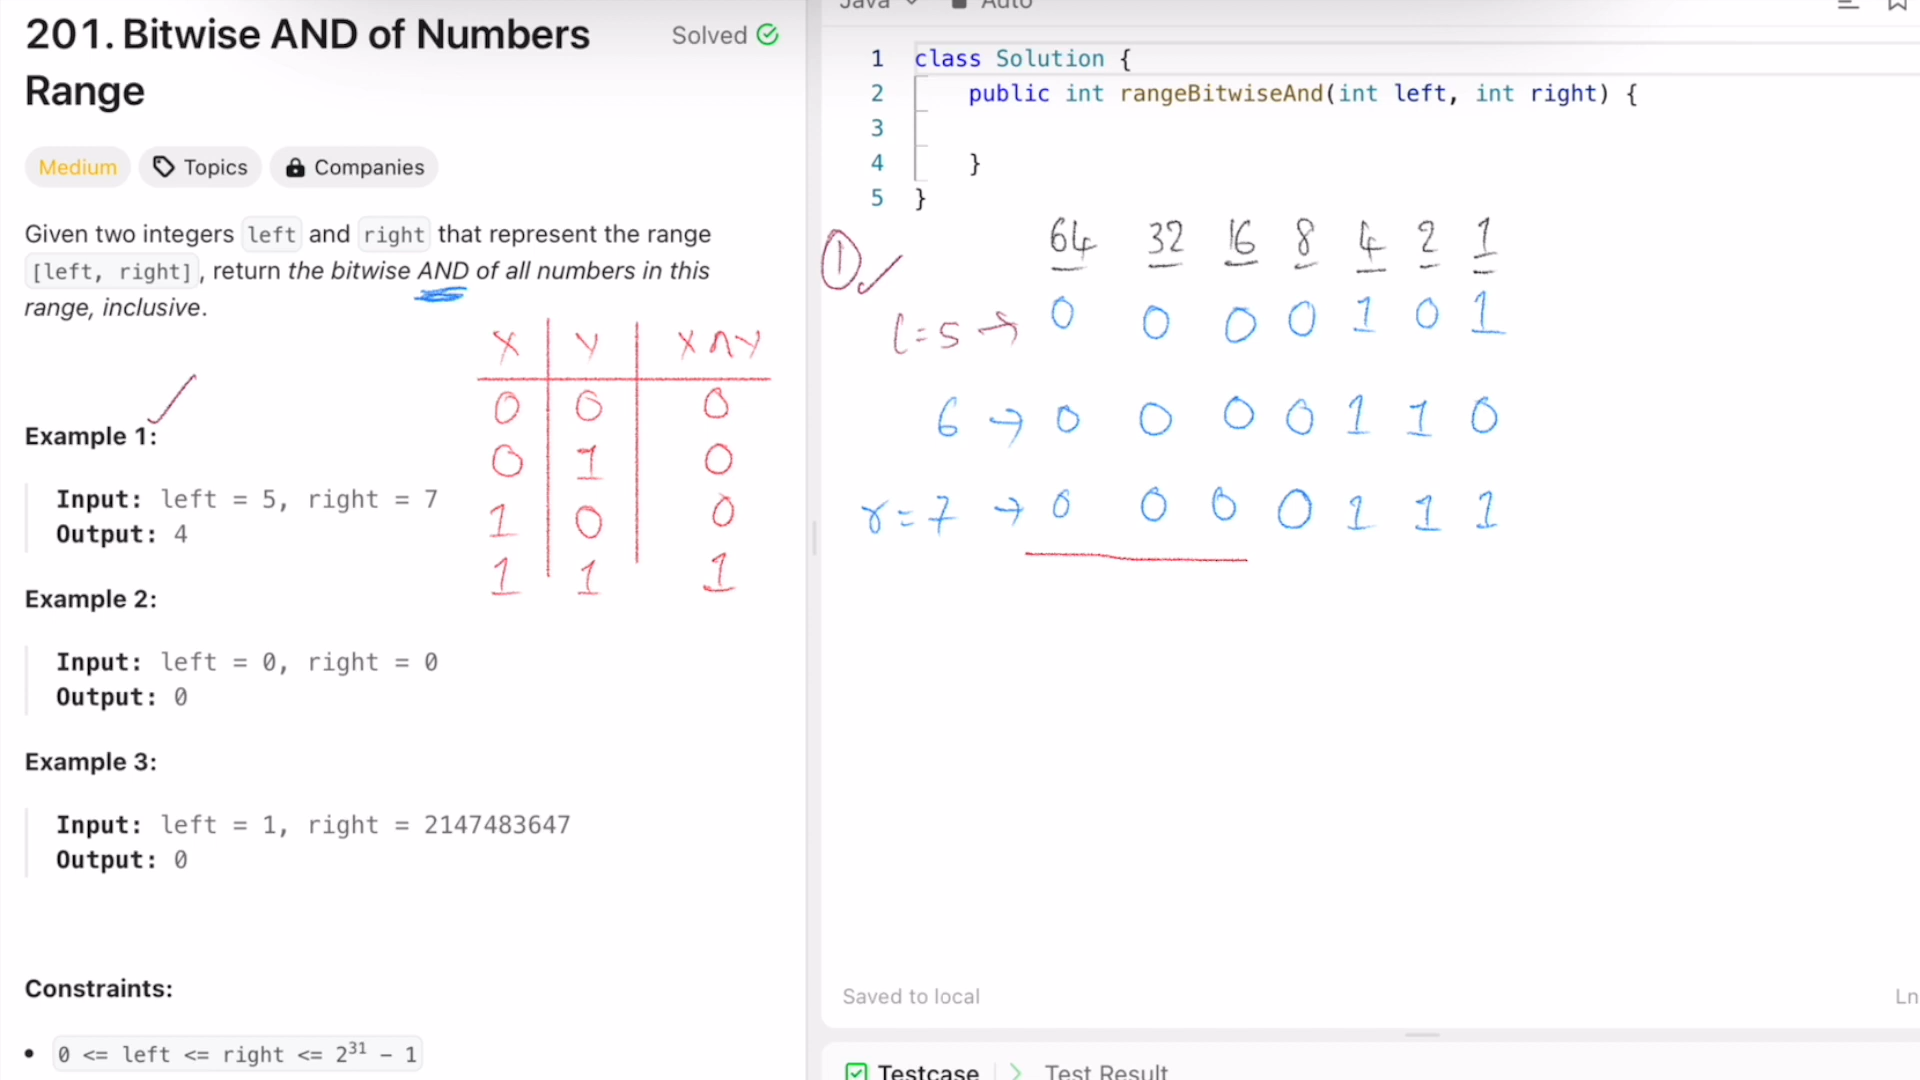 201. Bitwise AND of Numbers Range
Solved
Medium
Topics
Companies
Given two integers left and right that represent the range
[left, right], return the bitwise AND of all numbers in this
range, inclusive.
X Y X∧Y
0 0 0
0 1 0
1 0 0
1 1 1
Example 1:
Input: left = 5, right = 7
Output: 4
Example 2:
Input: left = 0, right = 0
Output: 0
Example 3:
Input: left = 1, right = 2147483647
Output: 0
Constraints:
0 <= left <= right <= 2³¹ - 1
Java
Auto
1 class Solution {
2 public int rangeBitwiseAnd(int left, int right) {
3
4 }
5 }
① 64 32 16 8 4 2 1
l=5 → 0 0 0 0 1 0 1
6 → 0 0 0 0 1 1 0
r=7 → 0 0 0 0 1 1 1
Saved to local
Ln
Testcase
Test Result